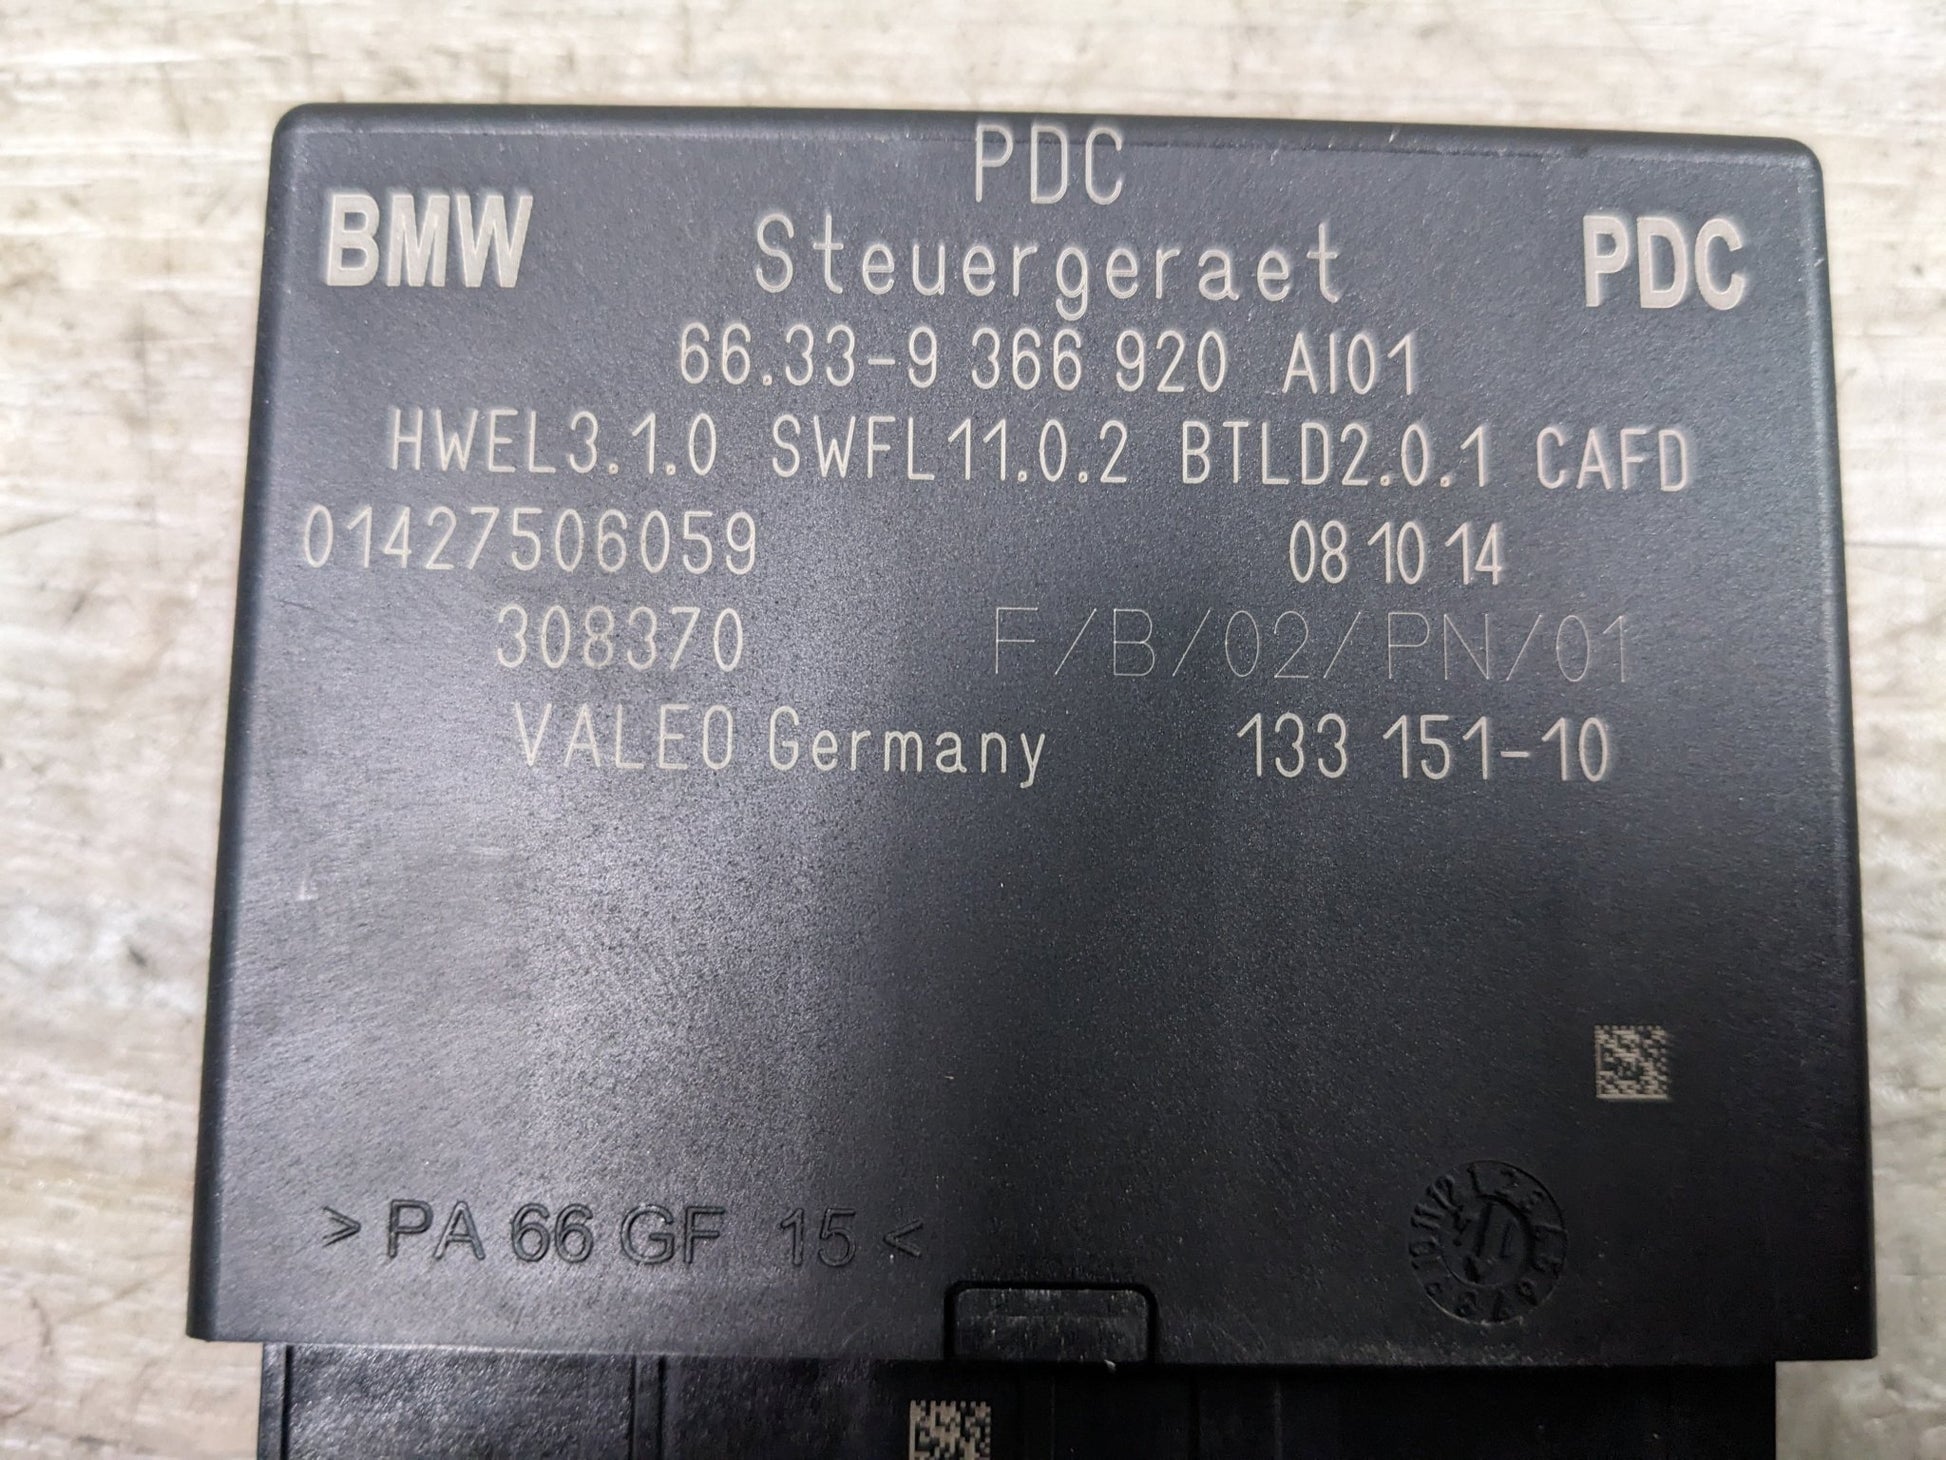 PDC
BMW Steuergeraet PDC
66.33-9 366 920 AI01
HWEL3.1.0 SWFL11.0.2 BTLD2.0.1 CAFD
01427506059 08 10 14
308370 F/B/02/PN/01
VALEO Germany 133 151-10
> PA 66 GF 15 <